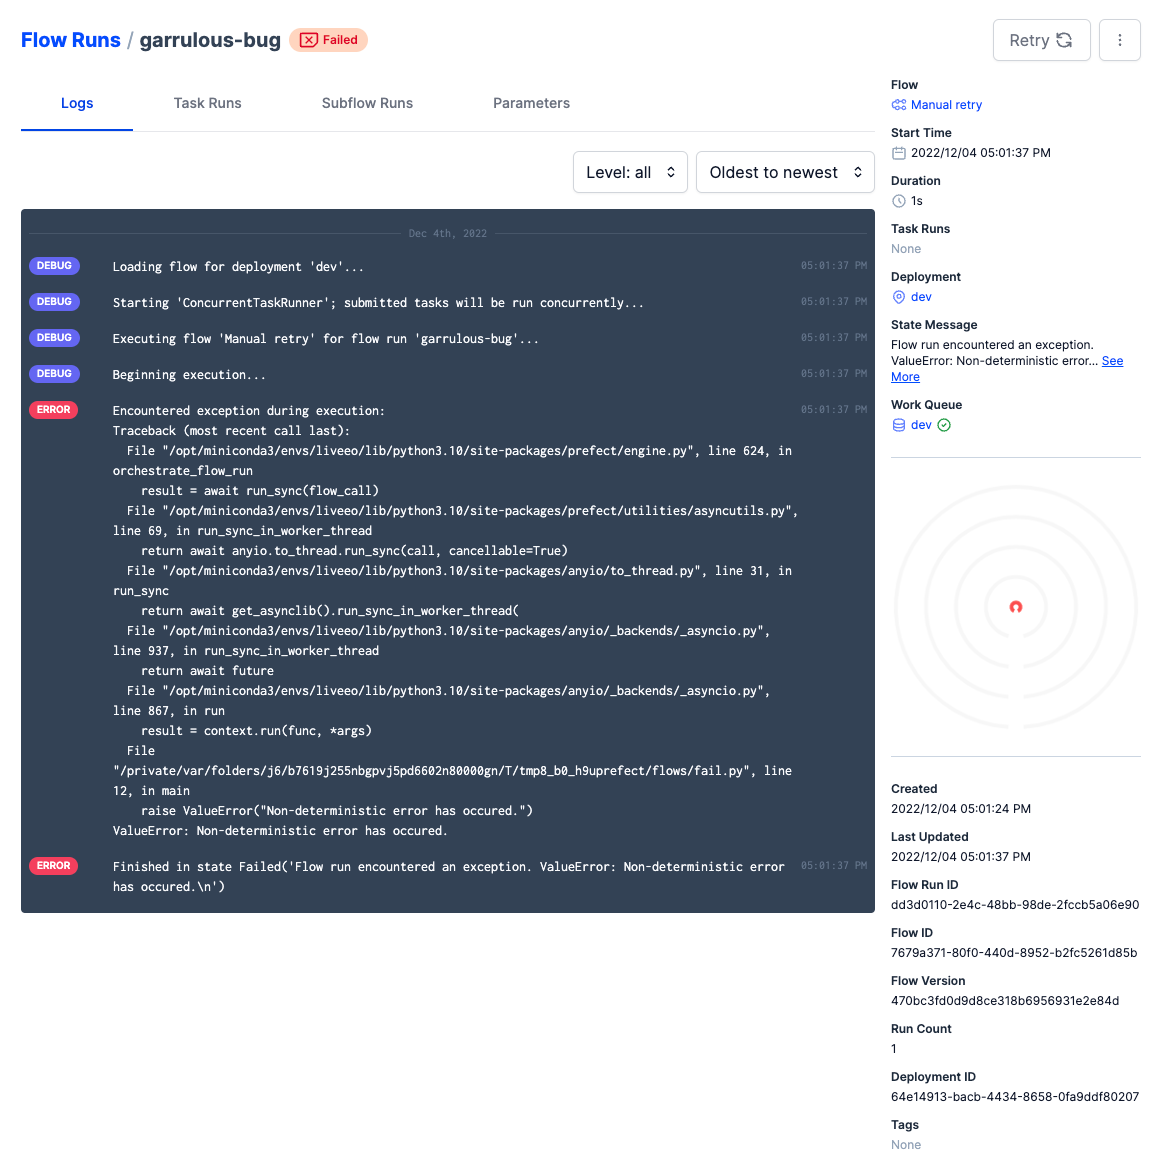 Flow Runs / garrulous-bug Failed
Retry
Logs Task Runs Subflow Runs Parameters
Level: all Oldest to newest
Dec 4th, 2022
DEBUG Loading flow for deployment 'dev'... 05:01:37 PM
DEBUG Starting 'ConcurrentTaskRunner'; submitted tasks will be run concurrently... 05:01:37 PM
DEBUG Executing flow 'Manual retry' for flow run 'garrulous-bug'... 05:01:37 PM
DEBUG Beginning execution... 05:01:37 PM
ERROR Encountered exception during execution: 05:01:37 PM
Traceback (most recent call last):
File "/opt/miniconda3/envs/liveeo/lib/python3.10/site-packages/prefect/engine.py", line 624, in
orchestrate_flow_run
result = await run_sync(flow_call)
File "/opt/miniconda3/envs/liveeo/lib/python3.10/site-packages/prefect/utilities/asyncutils.py",
line 69, in run_sync_in_worker_thread
return await anyio.to_thread.run_sync(call, cancellable=True)
File "/opt/miniconda3/envs/liveeo/lib/python3.10/site-packages/anyio/to_thread.py", line 31, in
run_sync
return await get_asynclib().run_sync_in_worker_thread(
File "/opt/miniconda3/envs/liveeo/lib/python3.10/site-packages/anyio/_backends/_asyncio.py",
line 937, in run_sync_in_worker_thread
return await future
File "/opt/miniconda3/envs/liveeo/lib/python3.10/site-packages/anyio/_backends/_asyncio.py",
line 867, in run
result = context.run(func, *args)
File
"/private/var/folders/j6/b7619j255nbgpvj5pd6602n80000gn/T/tmp8_b0_h9uprefect/flows/fail.py", line
12, in main
raise ValueError("Non-deterministic error has occured.")
ValueError: Non-deterministic error has occured.
ERROR Finished in state Failed('Flow run encountered an exception. ValueError: Non-deterministic error 05:01:37 PM
has occured.\n')
Flow
Manual retry
Start Time
2022/12/04 05:01:37 PM
Duration
1s
Task Runs
None
Deployment
dev
State Message
Flow run encountered an exception.
ValueError: Non-deterministic error... See
More
Work Queue
dev
Created
2022/12/04 05:01:24 PM
Last Updated
2022/12/04 05:01:37 PM
Flow Run ID
dd3d0110-2e4c-48bb-98de-2fccb5a06e90
Flow ID
7679a371-80f0-440d-8952-b2fc5261d85b
Flow Version
470bc3fd0d9d8ce318b6956931e2e84d
Run Count
1
Deployment ID
64e14913-bacb-4434-8658-0fa9ddf80207
Tags
None